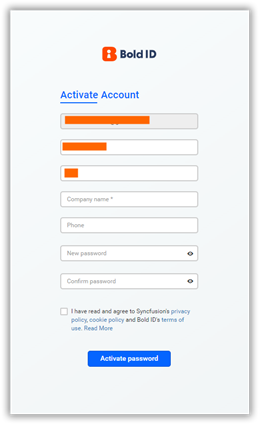 Bold ID
Activate Account
Company name *
Phone
New password
Confirm password
I have read and agree to Syncfusion's privacy
policy, cookie policy and Bold ID's terms of
use. Read More
Activate password